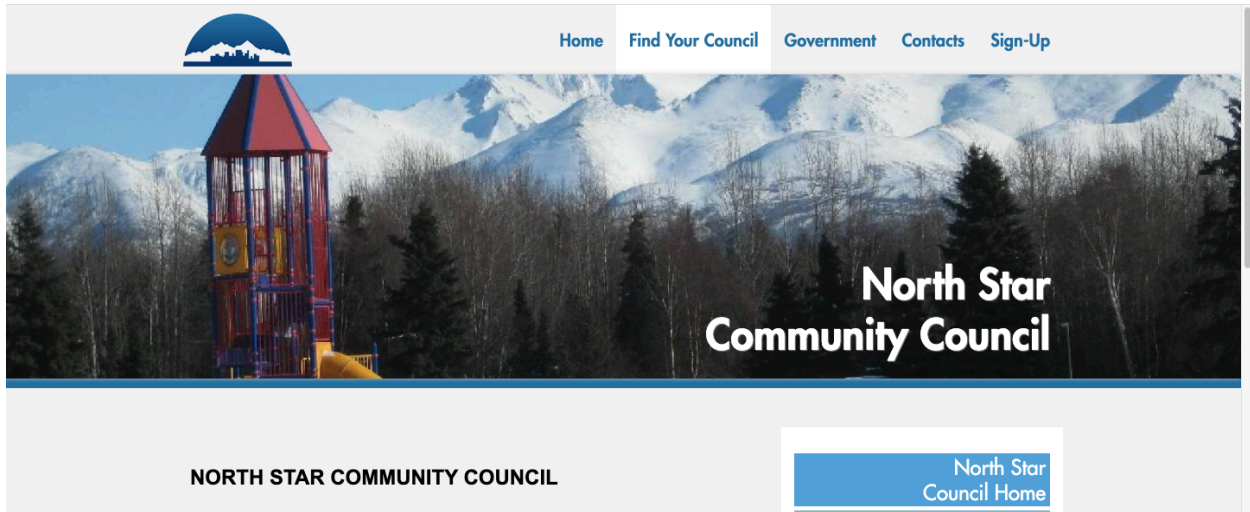 Home Find Your Council Government Contacts Sign-Up
North Star
Community Council
NORTH STAR COMMUNITY COUNCIL
North Star
Council Home